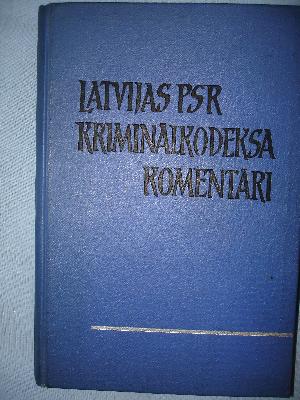 LATVIJAS PSR
KRIMINĀLKODEKSA
KOMENTĀRI